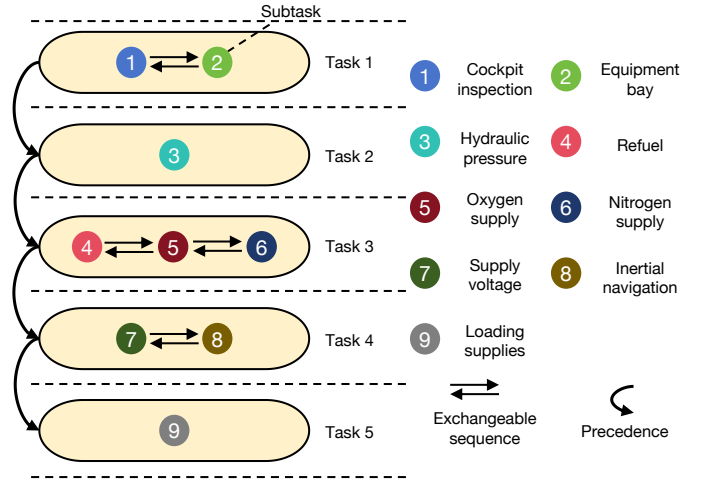 Subtask
1
2
Task 1
3
Task 2
4
5
6
Task 3
7
8
Task 4
9
Task 5
1
Cockpit
inspection
2
Equipment
bay
3
Hydraulic
pressure
4
Refuel
5
Oxygen
supply
6
Nitrogen
supply
7
Supply
voltage
8
Inertial
navigation
9
Loading
supplies
Exchangeable
sequence
Precedence